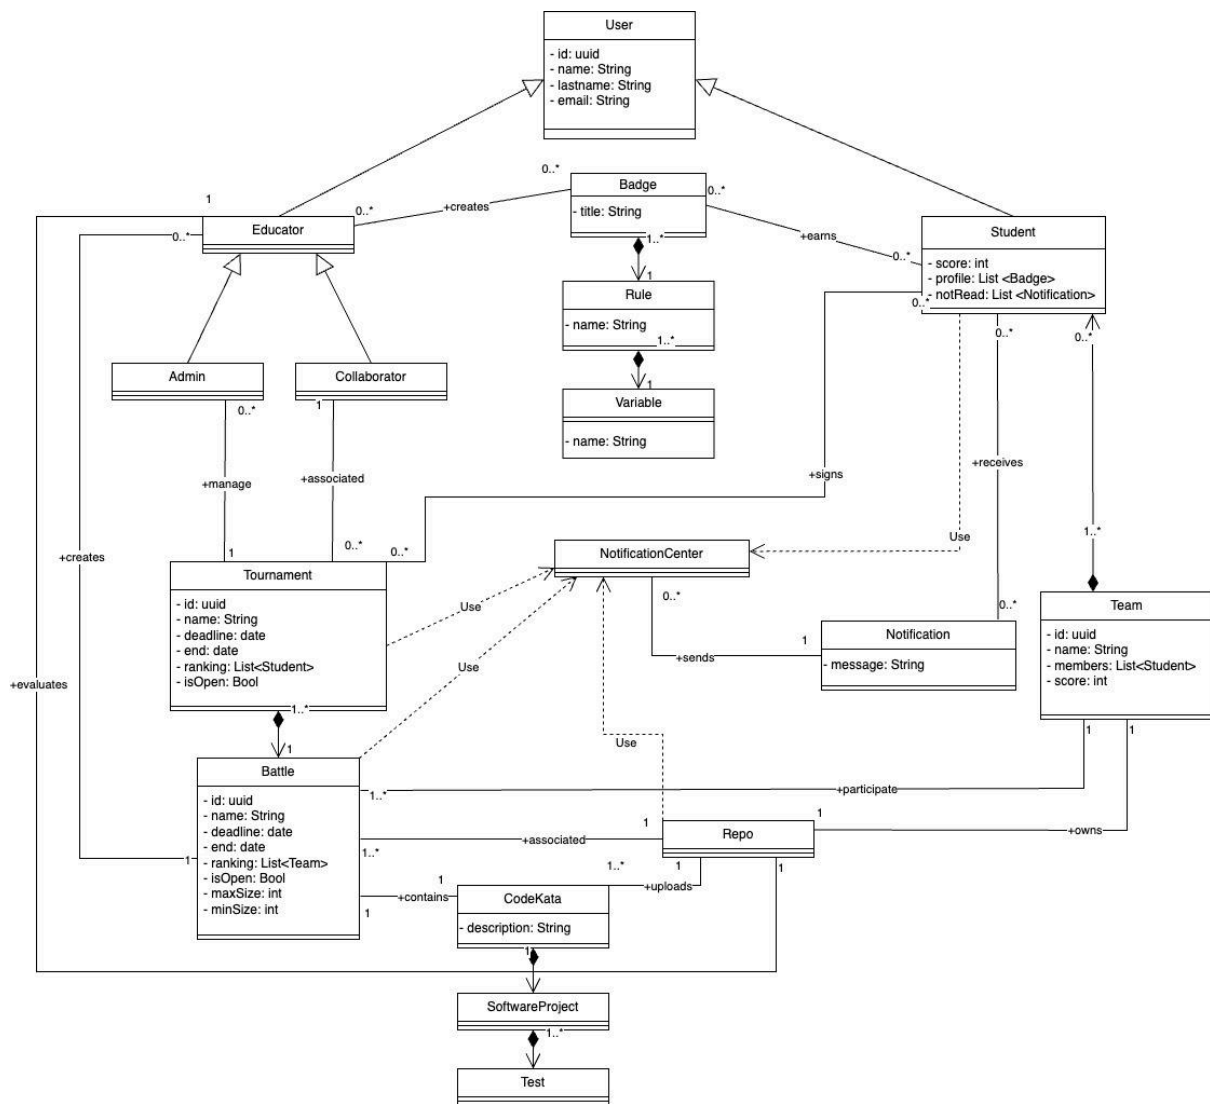 User
- id: uuid
- name: String
- lastname: String
- email: String
0..*
Badge
0..*
- title: String
1
0..*
+creates
Educator
0..*
1..*
+earns
Student
0..*
- score: int
- profile: List <Badge>
- notRead: List <Notification>
0..*
1
Rule
- name: String
1..*
0..*
0..*
Admin
Collaborator
1
Variable
- name: String
0..*
1
+manage
+associated
+signs
+receives
+creates
1
0..*
0..*
Use
1..*
NotificationCenter
Tournament
- id: uuid
- name: String
- deadline: date
- end: date
- ranking: List<Student>
- isOpen: Bool
1..*
Use
Use
0..*
+sends
1
0..*
Notification
- message: String
Team
- id: uuid
- name: String
- members: List<Student>
- score: int
+evaluates
1
1
1
Use
Battle
- id: uuid
- name: String
- deadline: date
- end: date
- ranking: List<Team>
- isOpen: Bool
- maxSize: int
- minSize: int
1..*
+participate
1
+associated
1
Repo
1
+owns
1..*
1
+contains
1
1..*
+uploads
1
1
CodeKata
- description: String
1
SoftwareProject
1..*
Test